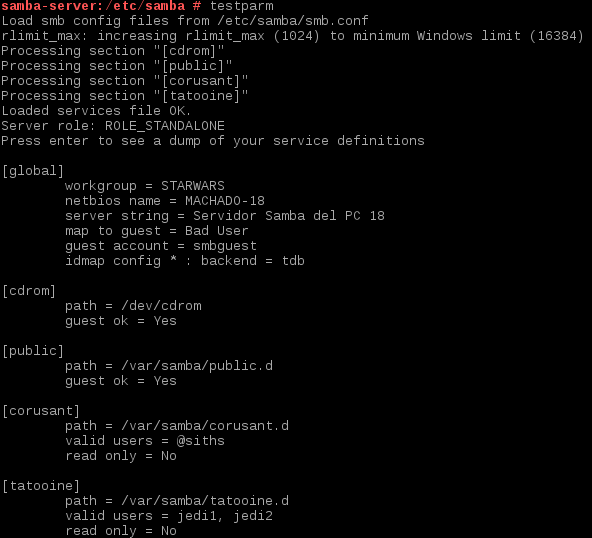 samba-server:/etc/samba # testparm
Load smb config files from /etc/samba/smb.conf
rlimit_max: increasing rlimit_max (1024) to minimum Windows limit (16384)
Processing section "[cdrom]"
Processing section "[public]"
Processing section "[corusant]"
Processing section "[tatooine]"
Loaded services file OK.
Server role: ROLE_STANDALONE
Press enter to see a dump of your service definitions

[global]
        workgroup = STARWARS
        netbios name = MACHADO-18
        server string = Servidor Samba del PC 18
        map to guest = Bad User
        guest account = smbguest
        idmap config * : backend = tdb

[cdrom]
        path = /dev/cdrom
        guest ok = Yes

[public]
        path = /var/samba/public.d
        guest ok = Yes

[corusant]
        path = /var/samba/corusant.d
        valid users = @siths
        read only = No

[tatooine]
        path = /var/samba/tatooine.d
        valid users = jedi1, jedi2
        read only = No